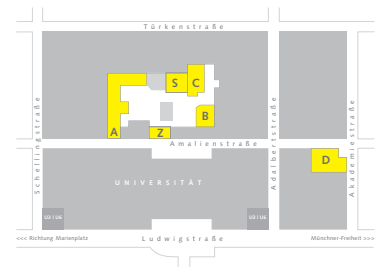 Türkenstraße
S C
B
A Z
Schellingstraße
Amalienstraße
Adalbertstraße
Akademiestraße
D
UNIVERSITÄT
U3 / U6
U3 / U6
<<< Richtung Marienplatz
Ludwigstraße
Münchner-Freiheit >>>